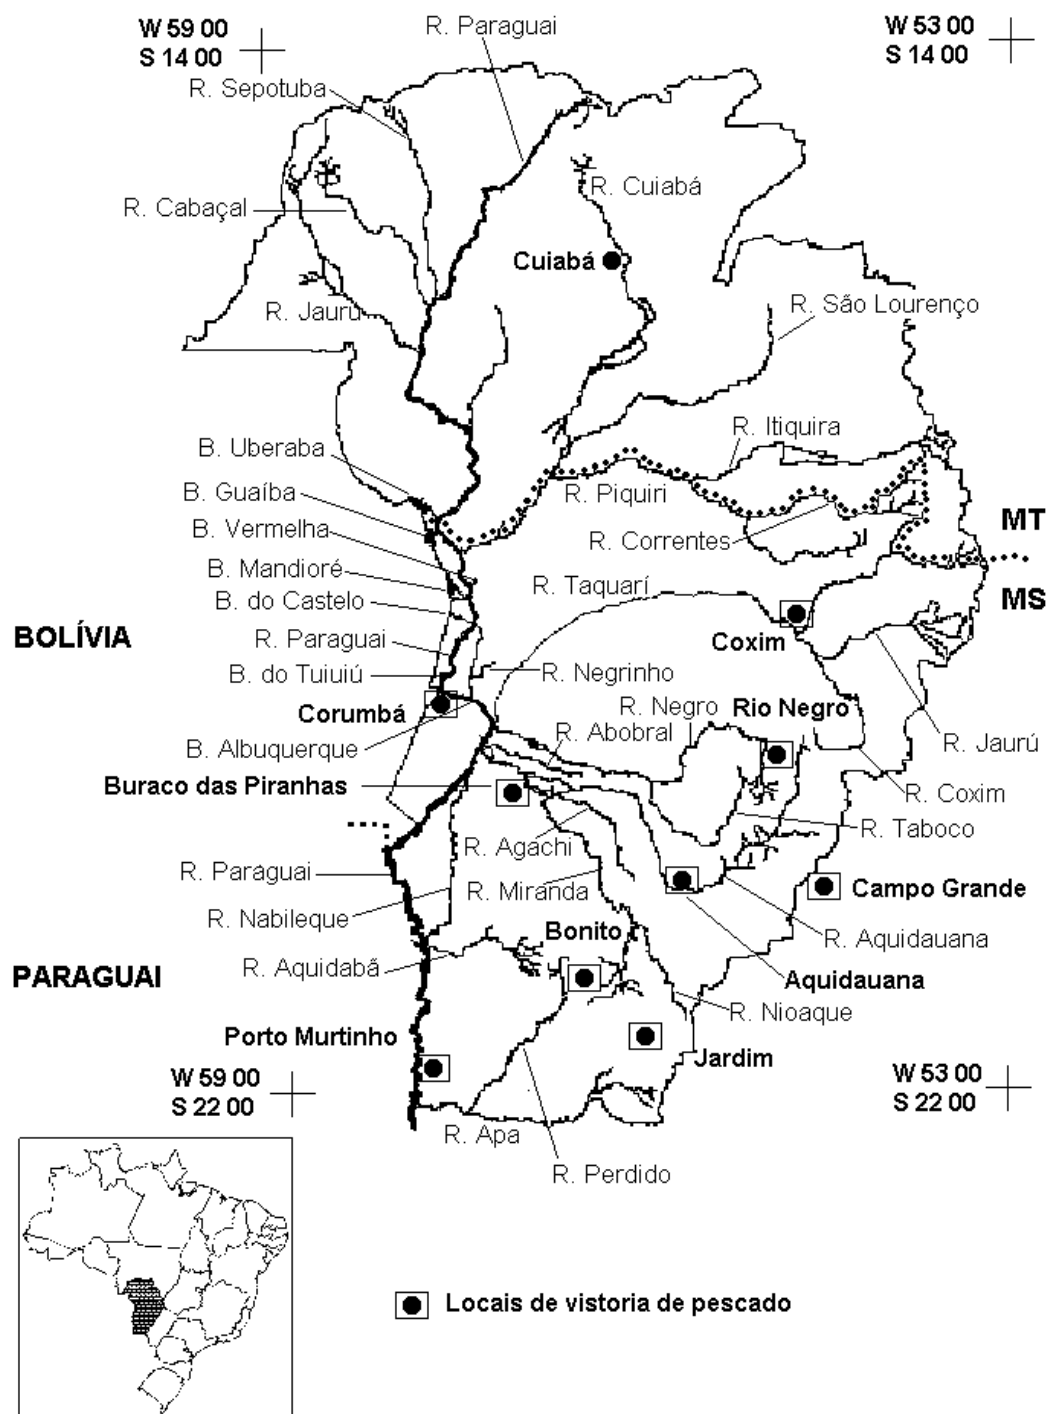 W 59 00
S 14 00
R. Paraguai
W 53 00
S 14 00
R. Sepotuba
R. Cuiabá
R. Cabaçal
Cuiabá
R. Jaurú
R. São Lourenço
R. Itiquira
B. Uberaba
B. Guaíba
R. Piquiri
B. Vermelha
R. Correntes
MT
B. Mandioré
R. Taquarí
B. do Castelo
MS
BOLÍVIA
R. Paraguai
Coxim
B. do Tuiuiú
R. Negrinho
Corumbá
R. Negro
Rio Negro
B. Albuquerque
R. Abobral
R. Jaurú
Buraco das Piranhas
R. Coxim
R. Taboco
R. Agachi
R. Paraguai
R. Miranda
Campo Grande
R. Nabileque
Bonito
R. Aquidauana
R. Aquidabã
PARAGUAI
Aquidauana
R. Nioaque
Porto Murtinho
Jardim
W 59 00
S 22 00
W 53 00
S 22 00
R. Apa
R. Perdido
Locais de vistoria de pescado